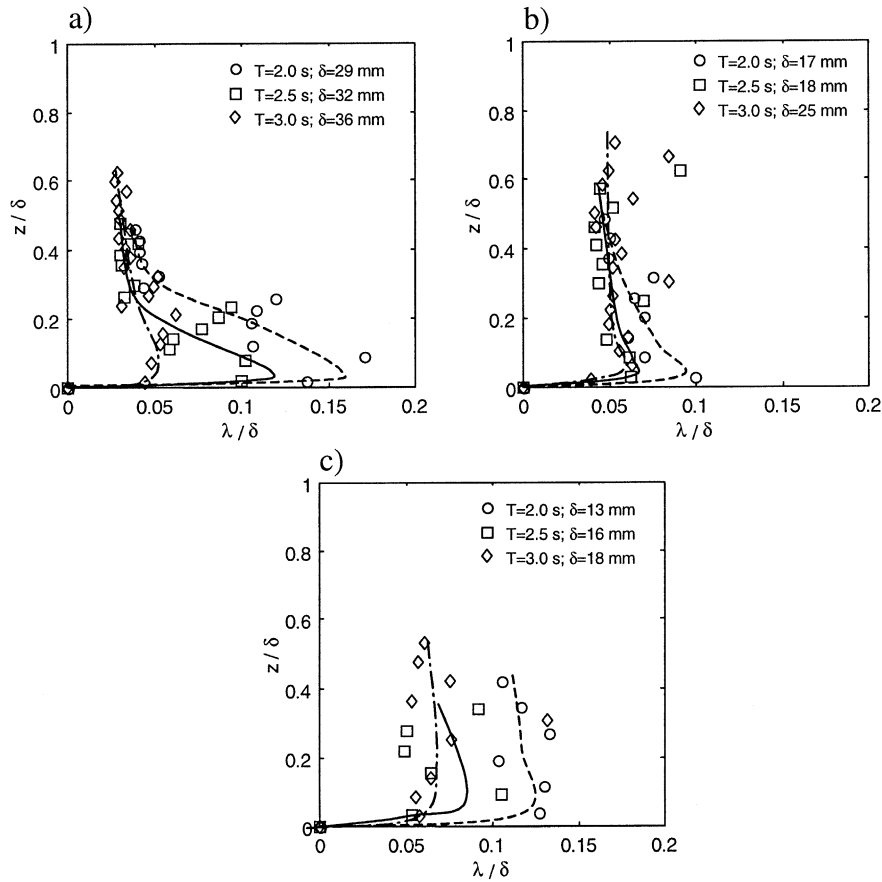 a)
1
0.8
0.6
0.4
0.2
0
z / δ
T=2.0 s; δ=29 mm
T=2.5 s; δ=32 mm
T=3.0 s; δ=36 mm
0 0.05 0.1 0.15 0.2
λ / δ
b)
1
0.8
0.6
0.4
0.2
0
z / δ
T=2.0 s; δ=17 mm
T=2.5 s; δ=18 mm
T=3.0 s; δ=25 mm
0 0.05 0.1 0.15 0.2
λ / δ
c)
1
0.8
0.6
0.4
0.2
0
z / δ
T=2.0 s; δ=13 mm
T=2.5 s; δ=16 mm
T=3.0 s; δ=18 mm
0 0.05 0.1 0.15 0.2
λ / δ